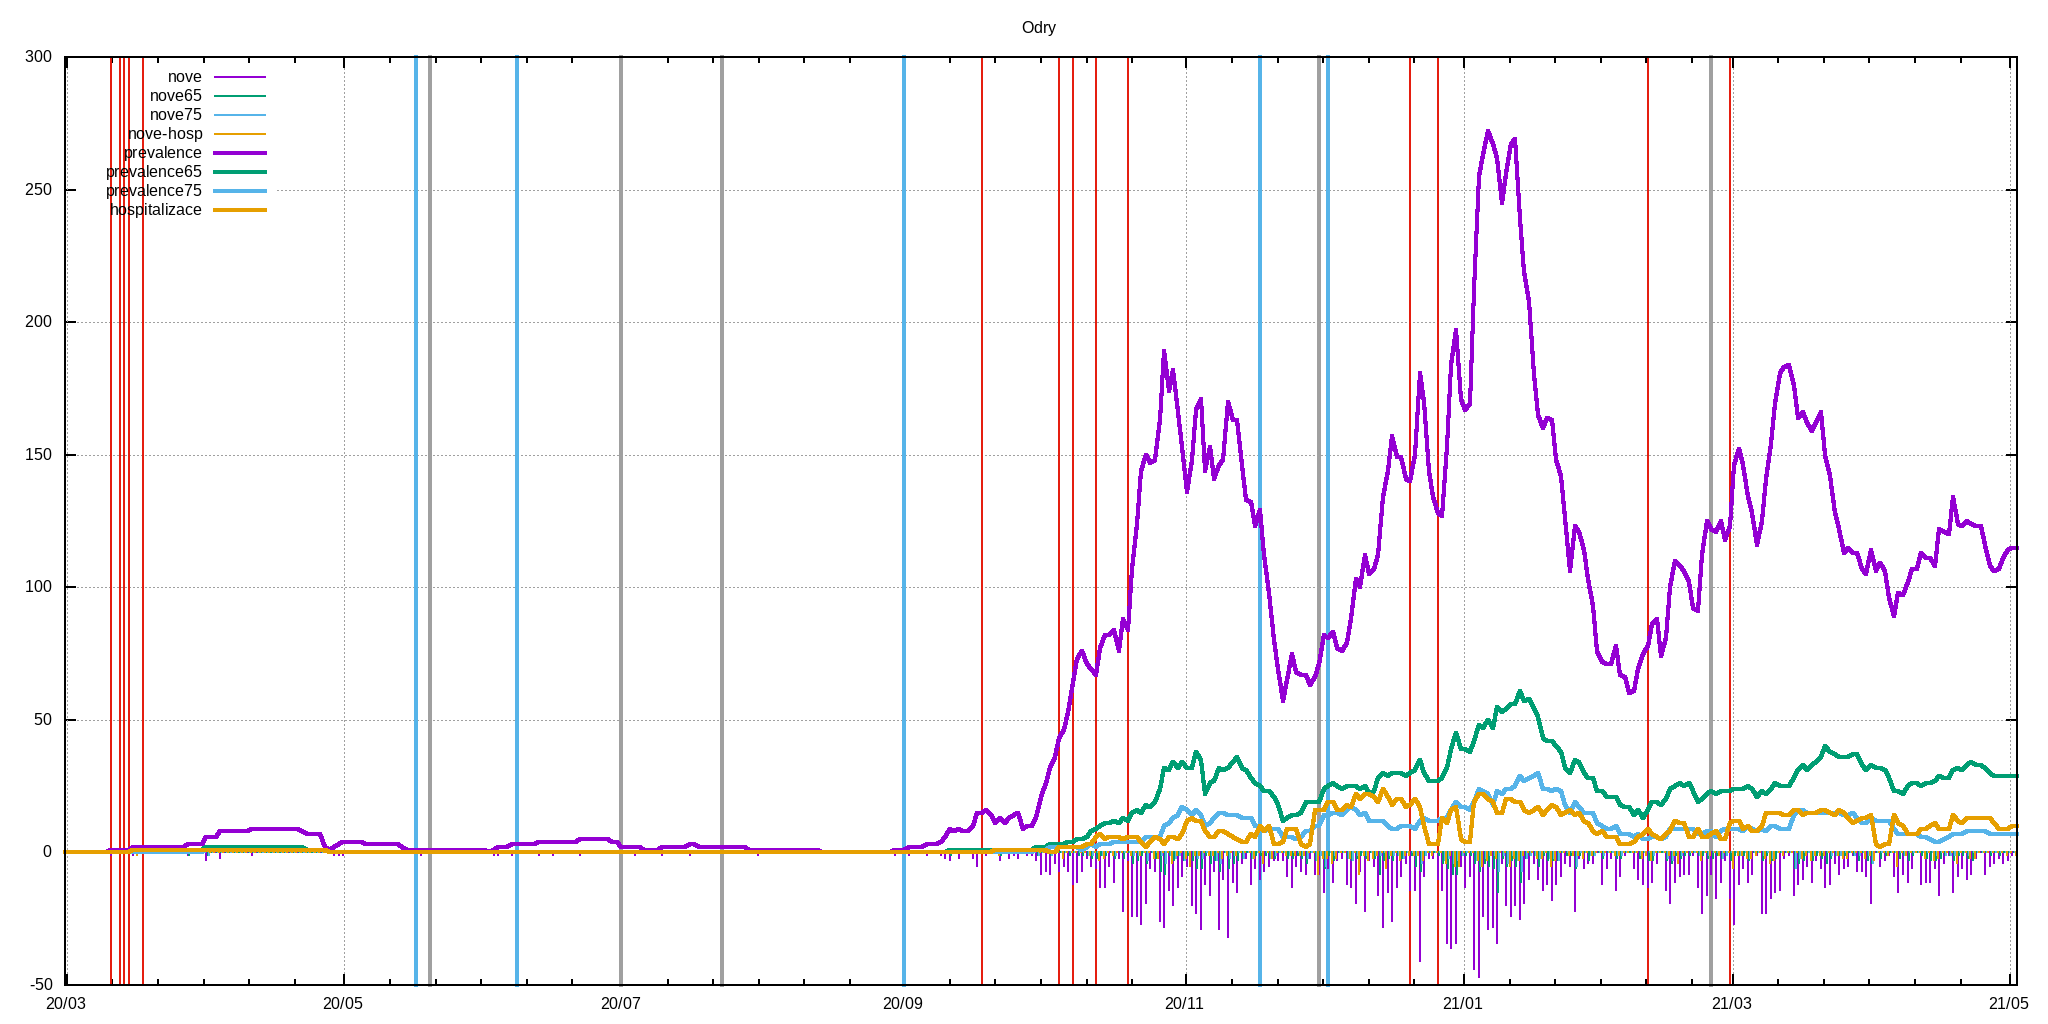 Odry
300
250
200
150
100
50
0
-50
nove
nove65
nove75
nove-hosp
prevalence
prevalence65
prevalence75
hospitalizace
20/03 20/05 20/07 20/09 20/11 21/01 21/03 21/05